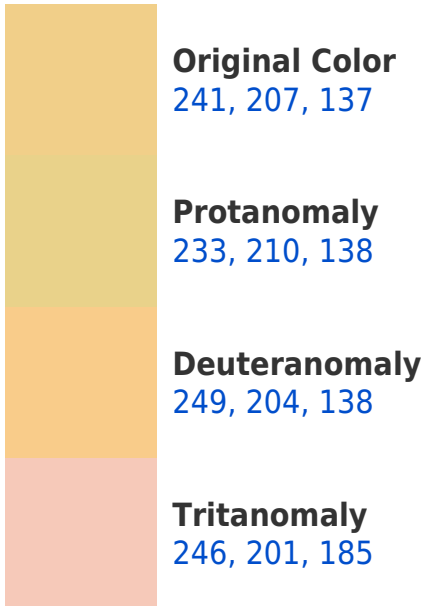 Original Color
241, 207, 137
Protanomaly
233, 210, 138
Deuteranomaly
249, 204, 138
Tritanomaly
246, 201, 185